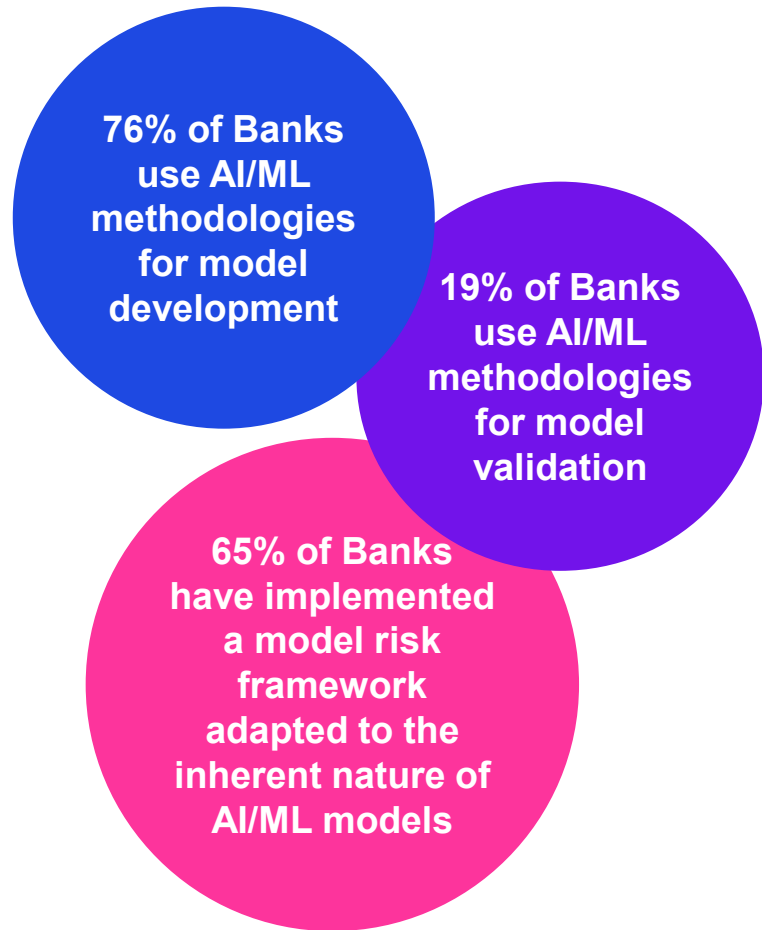 76% of Banks
use AI/ML
methodologies
for model
development
19% of Banks
use AI/ML
methodologies
for model
validation
65% of Banks
have implemented
a model risk
framework
adapted to the
inherent nature of
AI/ML models